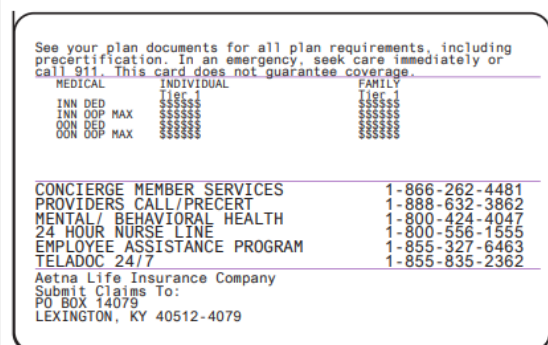 See your plan documents for all plan requirements, including
precertification. In an emergency, seek care immediately or
call 911. This card does not guarantee coverage.
MEDICAL INDIVIDUAL FAMILY
Tier 1 Tier 1
INN DED $$$$$$ $$$$$$
INN OOP MAX $$$$$$ $$$$$$
OON DED $$$$$$ $$$$$$
OON OOP MAX $$$$$$ $$$$$$
CONCIERGE MEMBER SERVICES 1-866-262-4481
PROVIDERS CALL/PRECERT 1-888-632-3862
MENTAL/ BEHAVIORAL HEALTH 1-800-424-4047
24 HOUR NURSE LINE 1-800-556-1555
EMPLOYEE ASSISTANCE PROGRAM 1-855-327-6463
TELADOC 24/7 1-855-835-2362
Aetna Life Insurance Company
Submit Claims To:
PO BOX 14079
LEXINGTON, KY 40512-4079